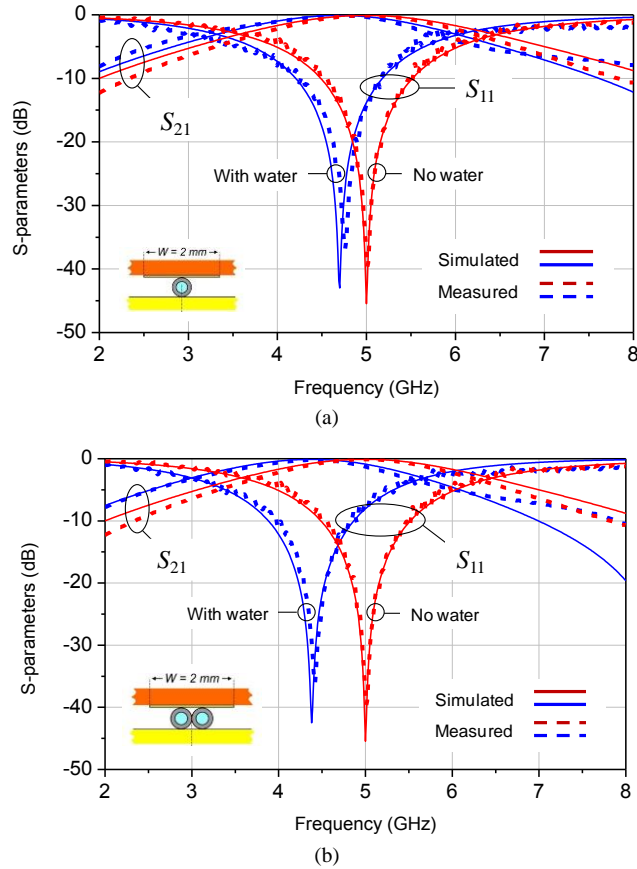 0
-10
-20
-30
-40
-50
S-parameters (dB)
S21
S11
With water
No water
W = 2 mm
Simulated
Measured
2 3 4 5 6 7 8
Frequency (GHz)
(a)
0
-10
-20
-30
-40
-50
S-parameters (dB)
S21
S11
With water
No water
W = 2 mm
Simulated
Measured
2 3 4 5 6 7 8
Frequency (GHz)
(b)